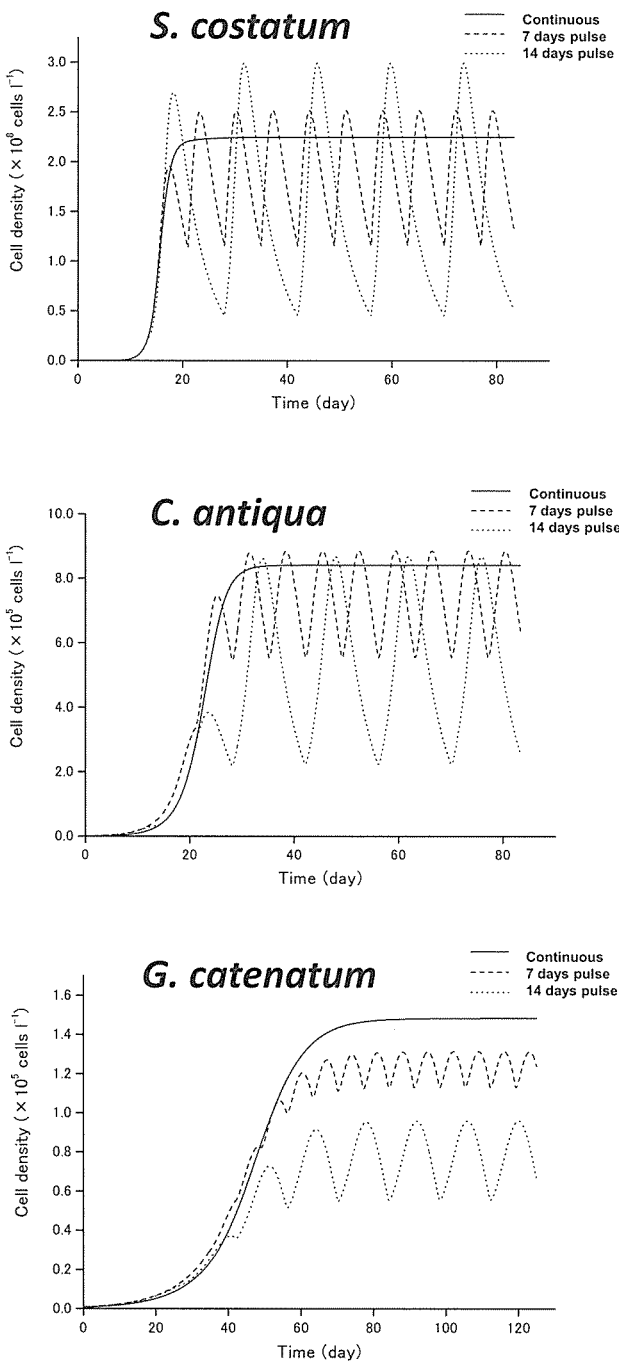 S. costatum
Continuous
7 days pulse
14 days pulse
Cell density (×10⁸ cells l⁻¹)
3.0
2.5
2.0
1.5
1.0
0.5
0.0
0 20 40 60 80
Time (day)
C. antiqua
Continuous
7 days pulse
14 days pulse
Cell density (×10⁵ cells l⁻¹)
10.0
8.0
6.0
4.0
2.0
0.0
0 20 40 60 80
Time (day)
G. catenatum
Continuous
7 days pulse
14 days pulse
Cell density (×10⁵ cells l⁻¹)
1.6
1.4
1.2
1.0
0.8
0.6
0.4
0.2
0.0
0 20 40 60 80 100 120
Time (day)